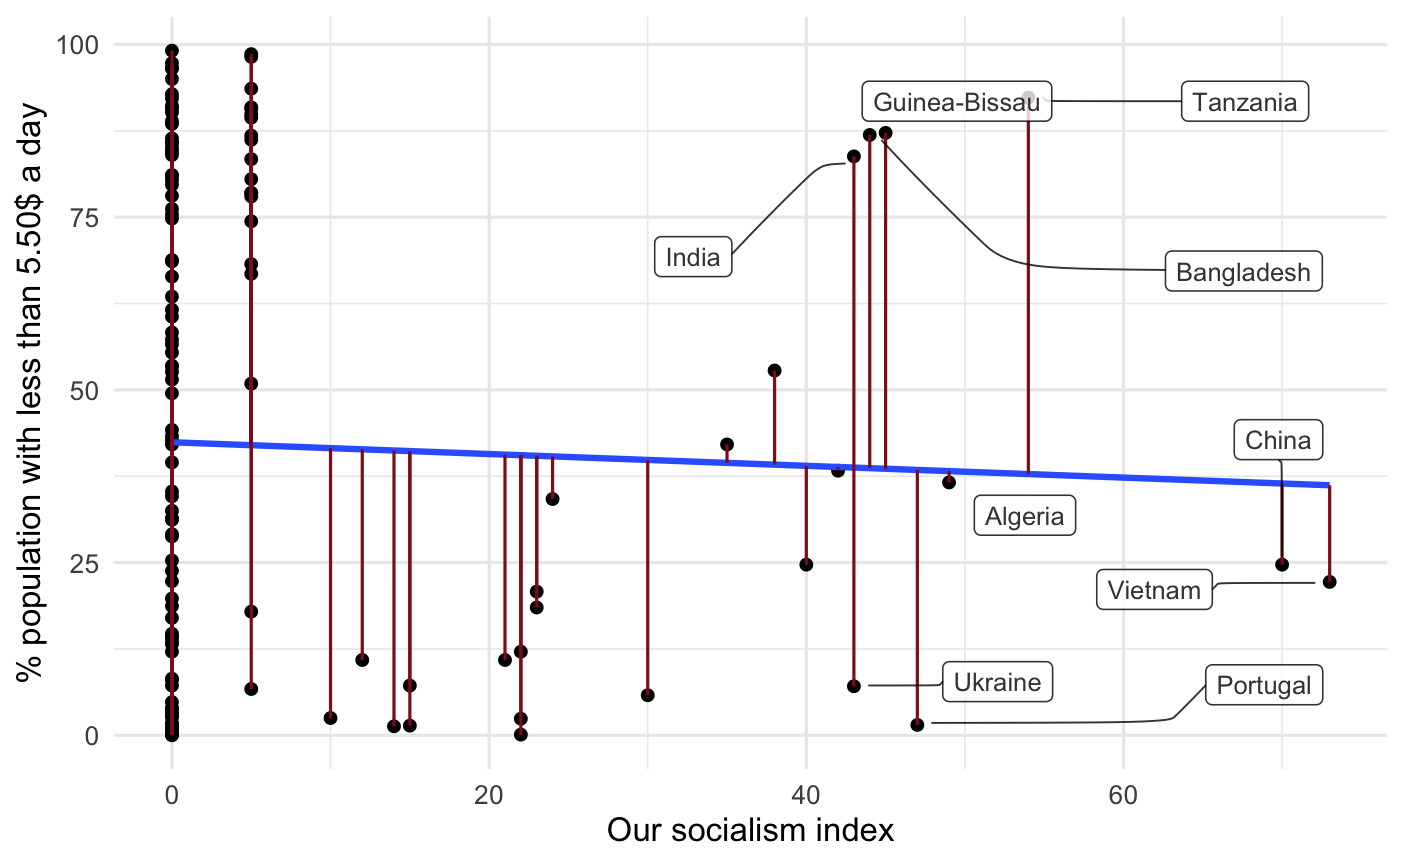 % population with less than 5.50$ a day
100
75
50
25
0
Guinea-Bissau
Tanzania
India
Bangladesh
China
Algeria
Vietnam
Ukraine
Portugal
0
20
40
60
Our socialism index